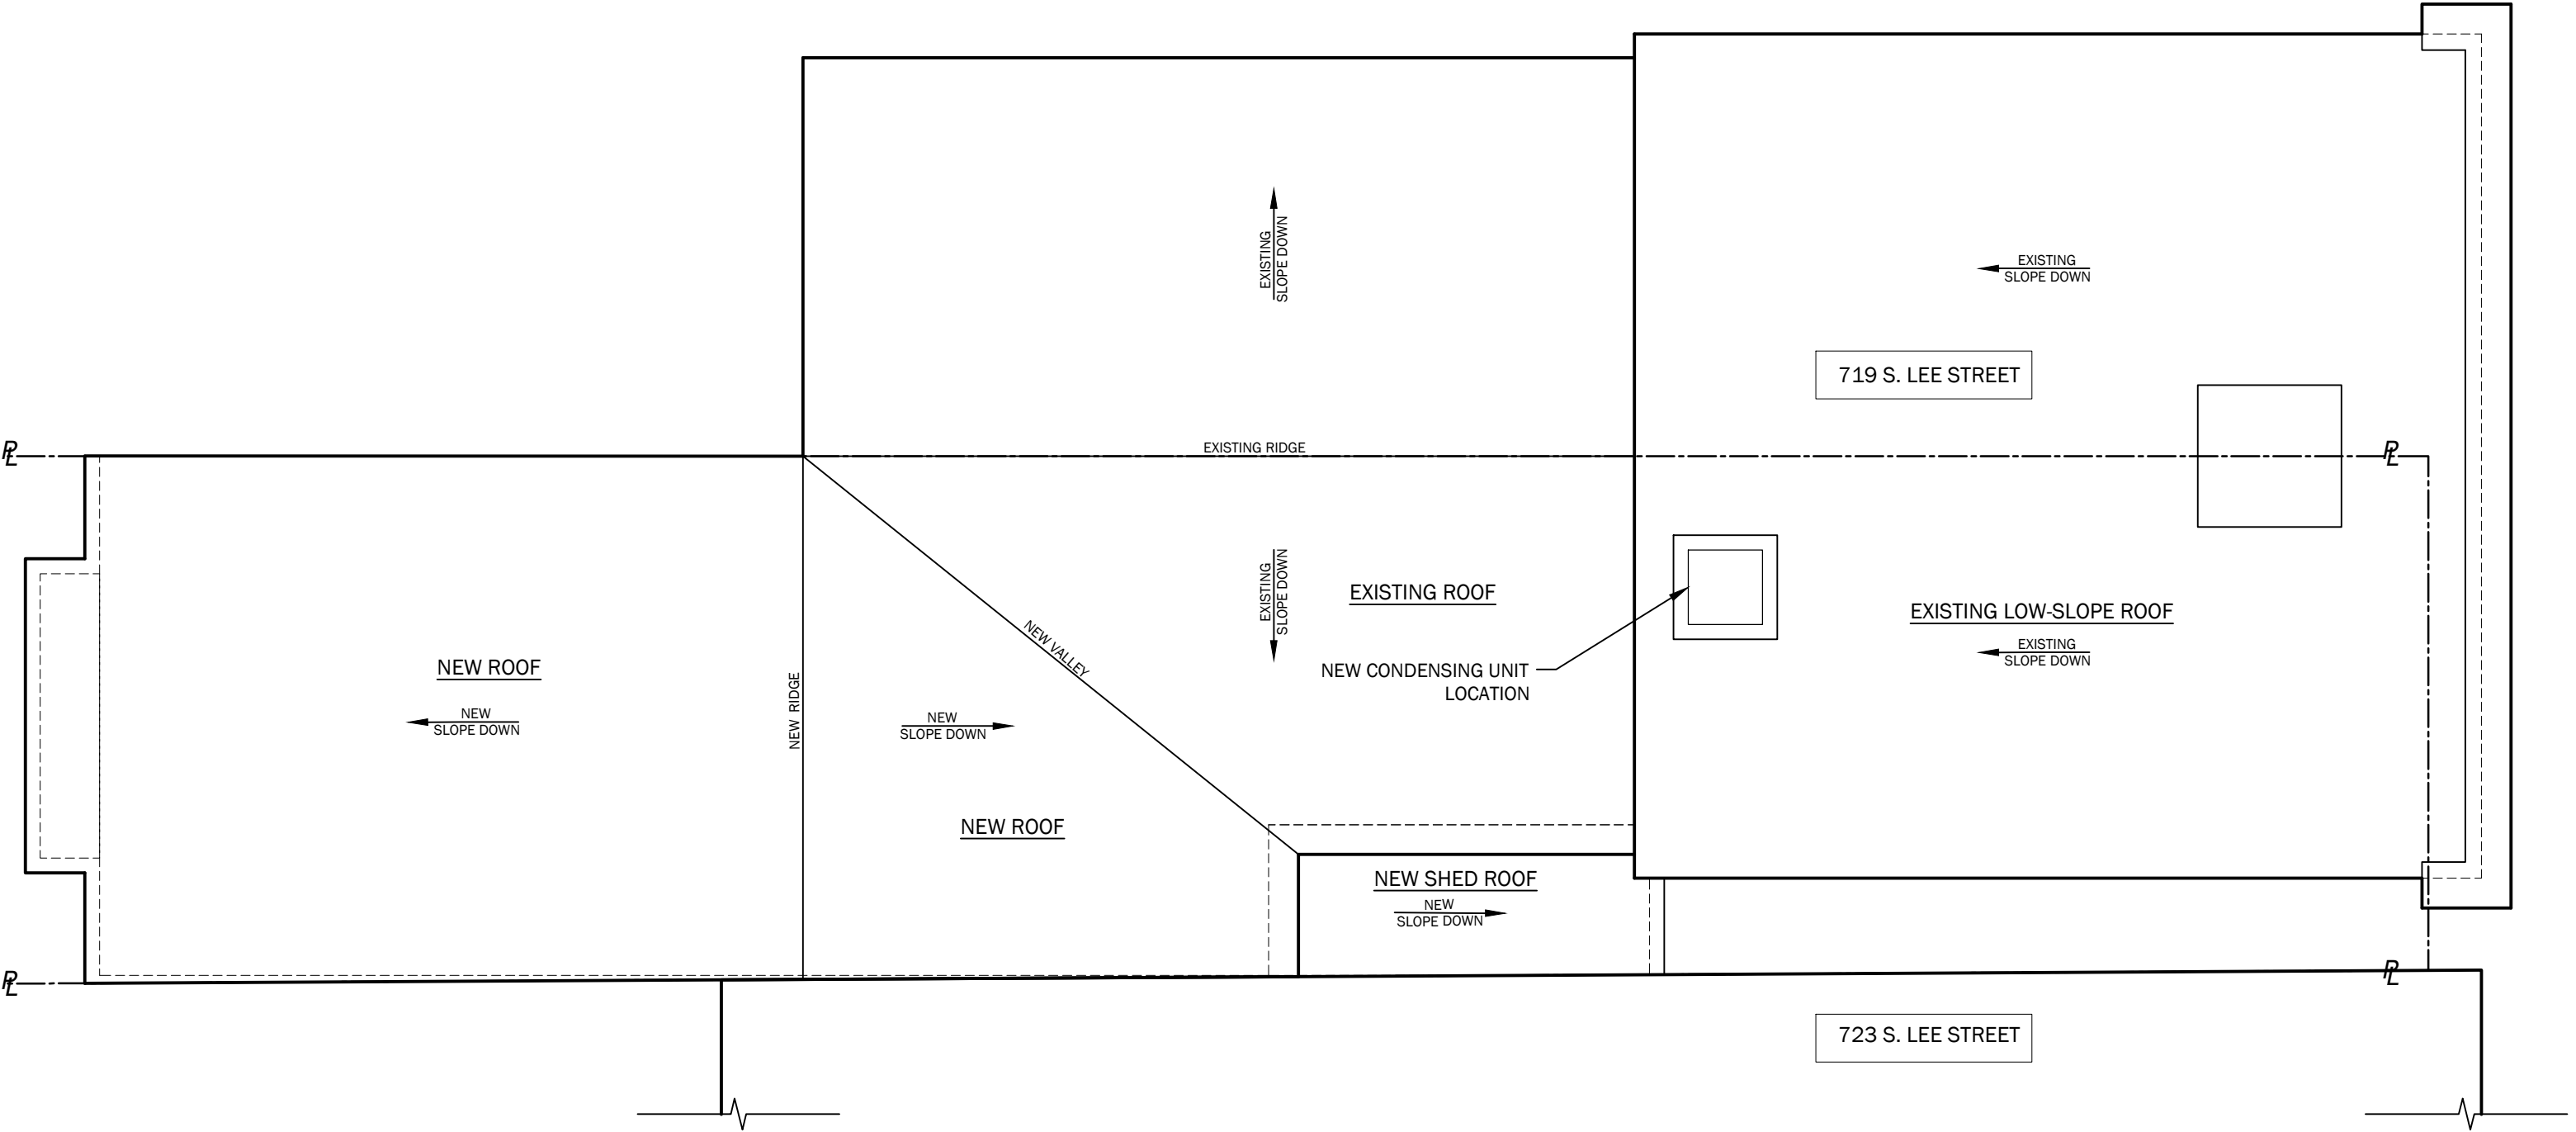 EXISTING
SLOPE DOWN
EXISTING
SLOPE DOWN
719 S. LEE STREET
PL
EXISTING RIDGE
PL
EXISTING
SLOPE DOWN
EXISTING ROOF
EXISTING LOW-SLOPE ROOF
EXISTING
SLOPE DOWN
NEW VALLEY
NEW CONDENSING UNIT
LOCATION
NEW ROOF
NEW
SLOPE DOWN
NEW RIDGE
NEW
SLOPE DOWN
NEW ROOF
NEW SHED ROOF
NEW
SLOPE DOWN
PL
PL
723 S. LEE STREET